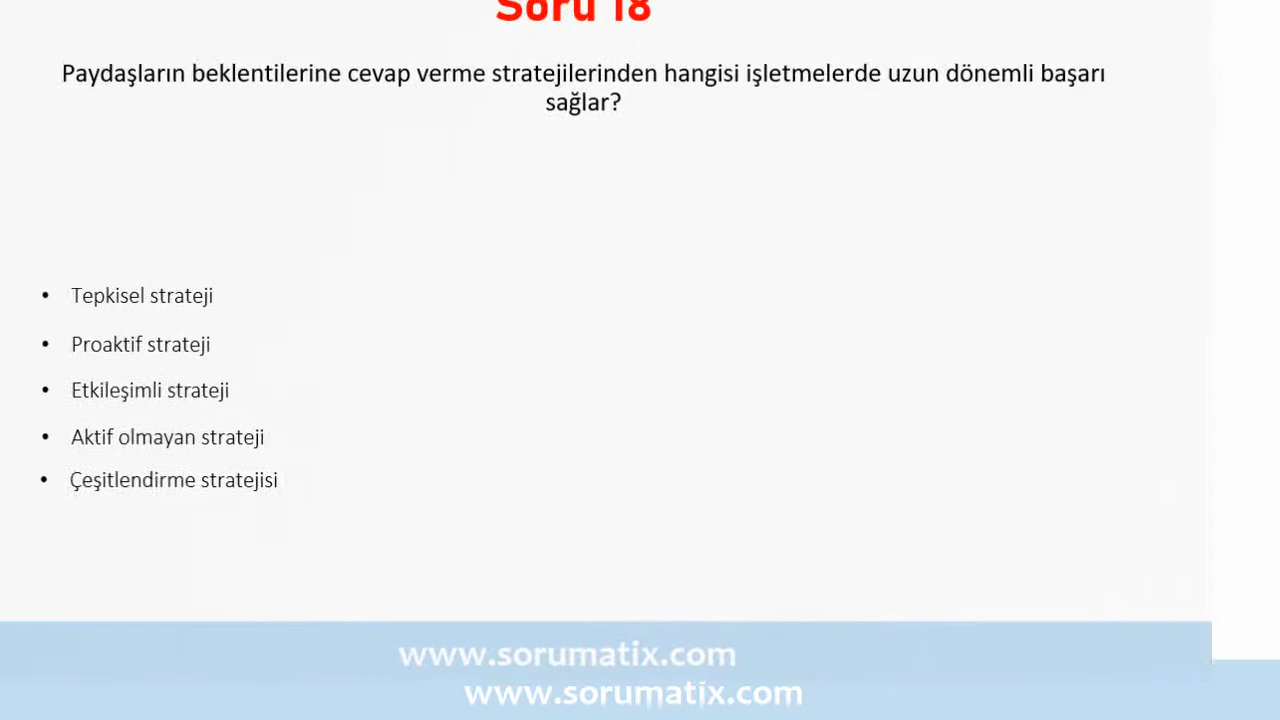 Soru 18
Paydaşların beklentilerine cevap verme stratejilerinden hangisi işletmelerde uzun dönemli başarı
sağlar?
• Tepkisel strateji
• Proaktif strateji
• Etkileşimli strateji
• Aktif olmayan strateji
• Çeşitlendirme stratejisi
www.sorumatix.com
www.sorumatix.com